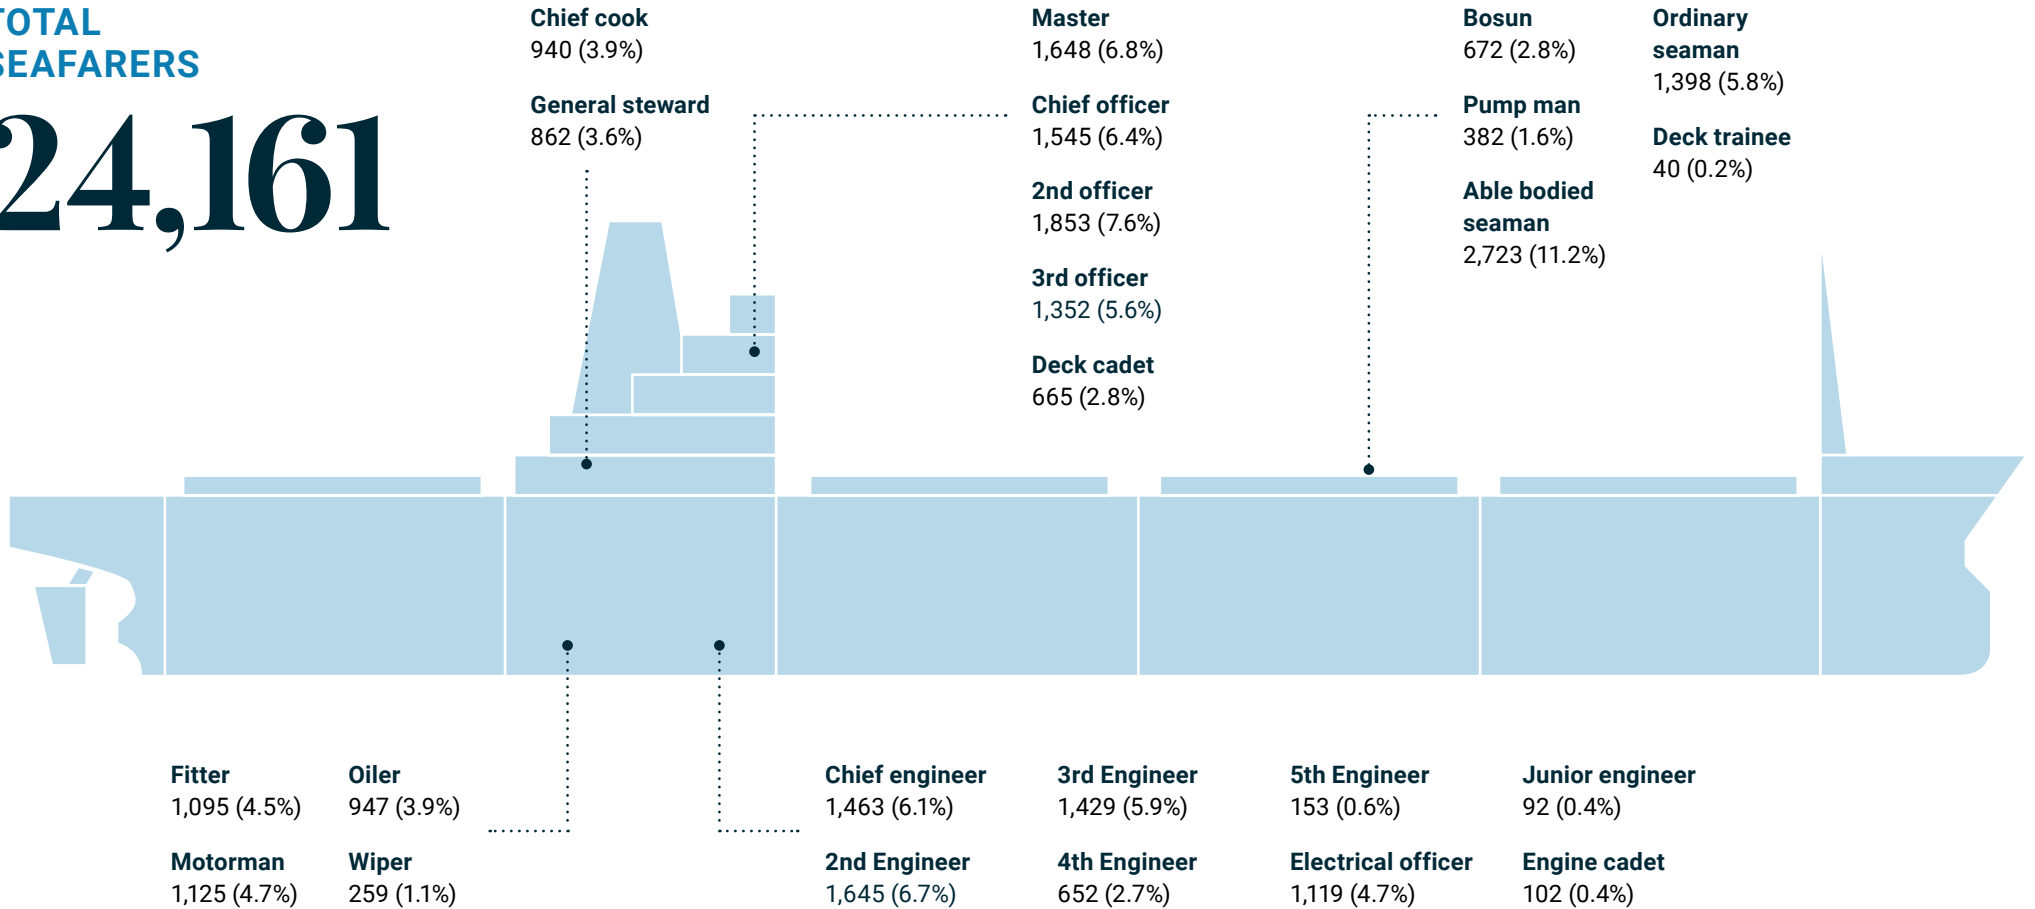 TOTAL
SEAFARERS
24,161
Chief cook
940 (3.9%)
General steward
862 (3.6%)
Master
1,648 (6.8%)
Chief officer
1,545 (6.4%)
2nd officer
1,853 (7.6%)
3rd officer
1,352 (5.6%)
Deck cadet
665 (2.8%)
Bosun
672 (2.8%)
Pump man
382 (1.6%)
Able bodied
seaman
2,723 (11.2%)
Ordinary
seaman
1,398 (5.8%)
Deck trainee
40 (0.2%)
Fitter
1,095 (4.5%)
Motorman
1,125 (4.7%)
Oiler
947 (3.9%)
Wiper
259 (1.1%)
Chief engineer
1,463 (6.1%)
2nd Engineer
1,645 (6.7%)
3rd Engineer
1,429 (5.9%)
4th Engineer
652 (2.7%)
5th Engineer
153 (0.6%)
Electrical officer
1,119 (4.7%)
Junior engineer
92 (0.4%)
Engine cadet
102 (0.4%)